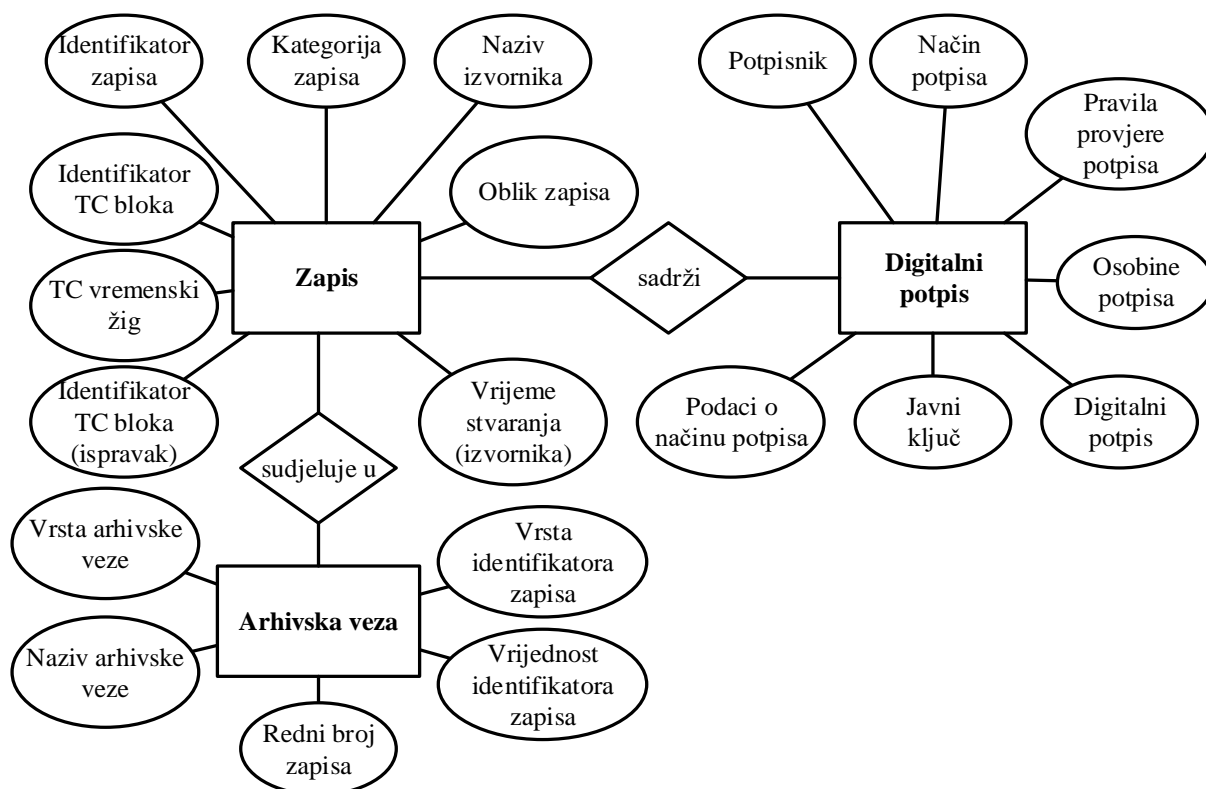 Identifikator
zapisa
Kategorija
zapisa
Naziv
izvornika
Potpisnik
Način
potpisa
Pravila
provjere
potpisa
Identifikator
TC bloka
Oblik zapisa
Zapis
sadrži
Digitalni
potpis
TC vremenski
žig
Osobine
potpisa
Identifikator
TC bloka
(ispravak)
Vrijeme
stvaranja
(izvornika)
Podaci o
načinu potpisa
Javni
ključ
Digitalni
potpis
sudjeluje u
Vrsta arhivske
veze
Vrsta
identifikatora
zapisa
Arhivska veza
Naziv arhivske
veze
Vrijednost
identifikatora
zapisa
Redni broj
zapisa